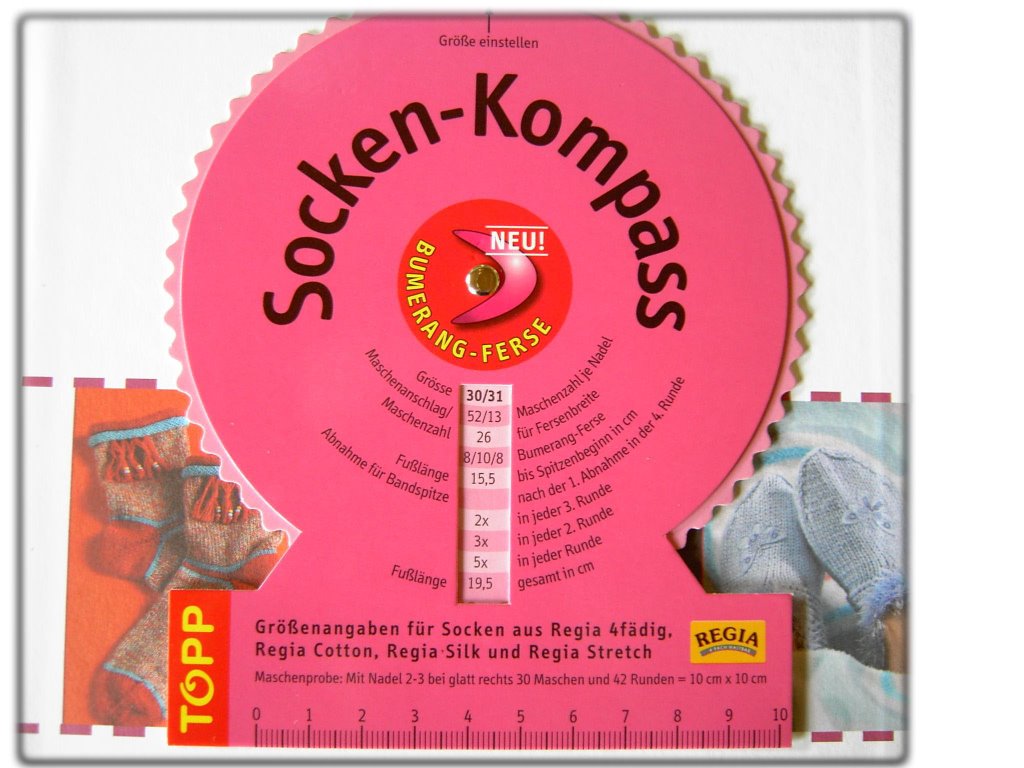 Größe einstellen
Socken-Kompass
NEU!
BUMERANG-FERSE
Grösse
Maschenanschlag/
Maschenzahl
Fußlänge
Abnahme für Bandspitze
Fußlänge
30/31
52/13
26
8/10/8
15,5
2x
3x
5x
19,5
Maschenzahl je Nadel
für Fersenbreite
Bumerang-Ferse
bis Spitzenbeginn in cm
nach der 1. Abnahme in der 4. Runde
in jeder 3. Runde
in jeder 2. Runde
in jeder Runde
gesamt in cm
TOPP
Größenangaben für Socken aus Regia 4fädig,
Regia Cotton, Regia Silk und Regia Stretch
REGIA
4-FACH HALTBAR
Maschenprobe: Mit Nadel 2-3 bei glatt rechts 30 Maschen und 42 Runden = 10 cm x 10 cm
0 1 2 3 4 5 6 7 8 9 10